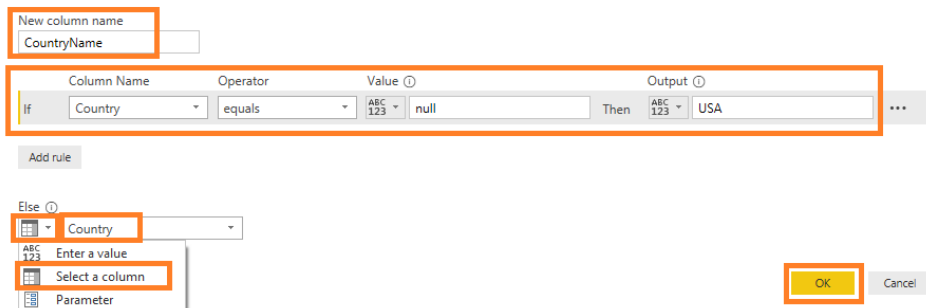 New column name
CountryName
Column Name Operator Value Output
If Country equals ABC 123 null Then ABC 123 USA ...
Add rule
Else
Country
ABC 123 Enter a value
Select a column
Parameter
OK Cancel